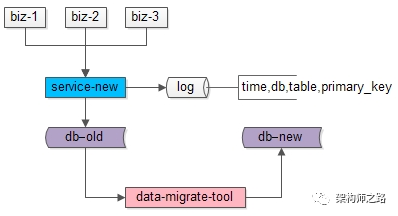 biz-1 biz-2 biz-3
service-new log time,db,table,primary_key
db–old db–new
data-migrate-tool
架构师之路